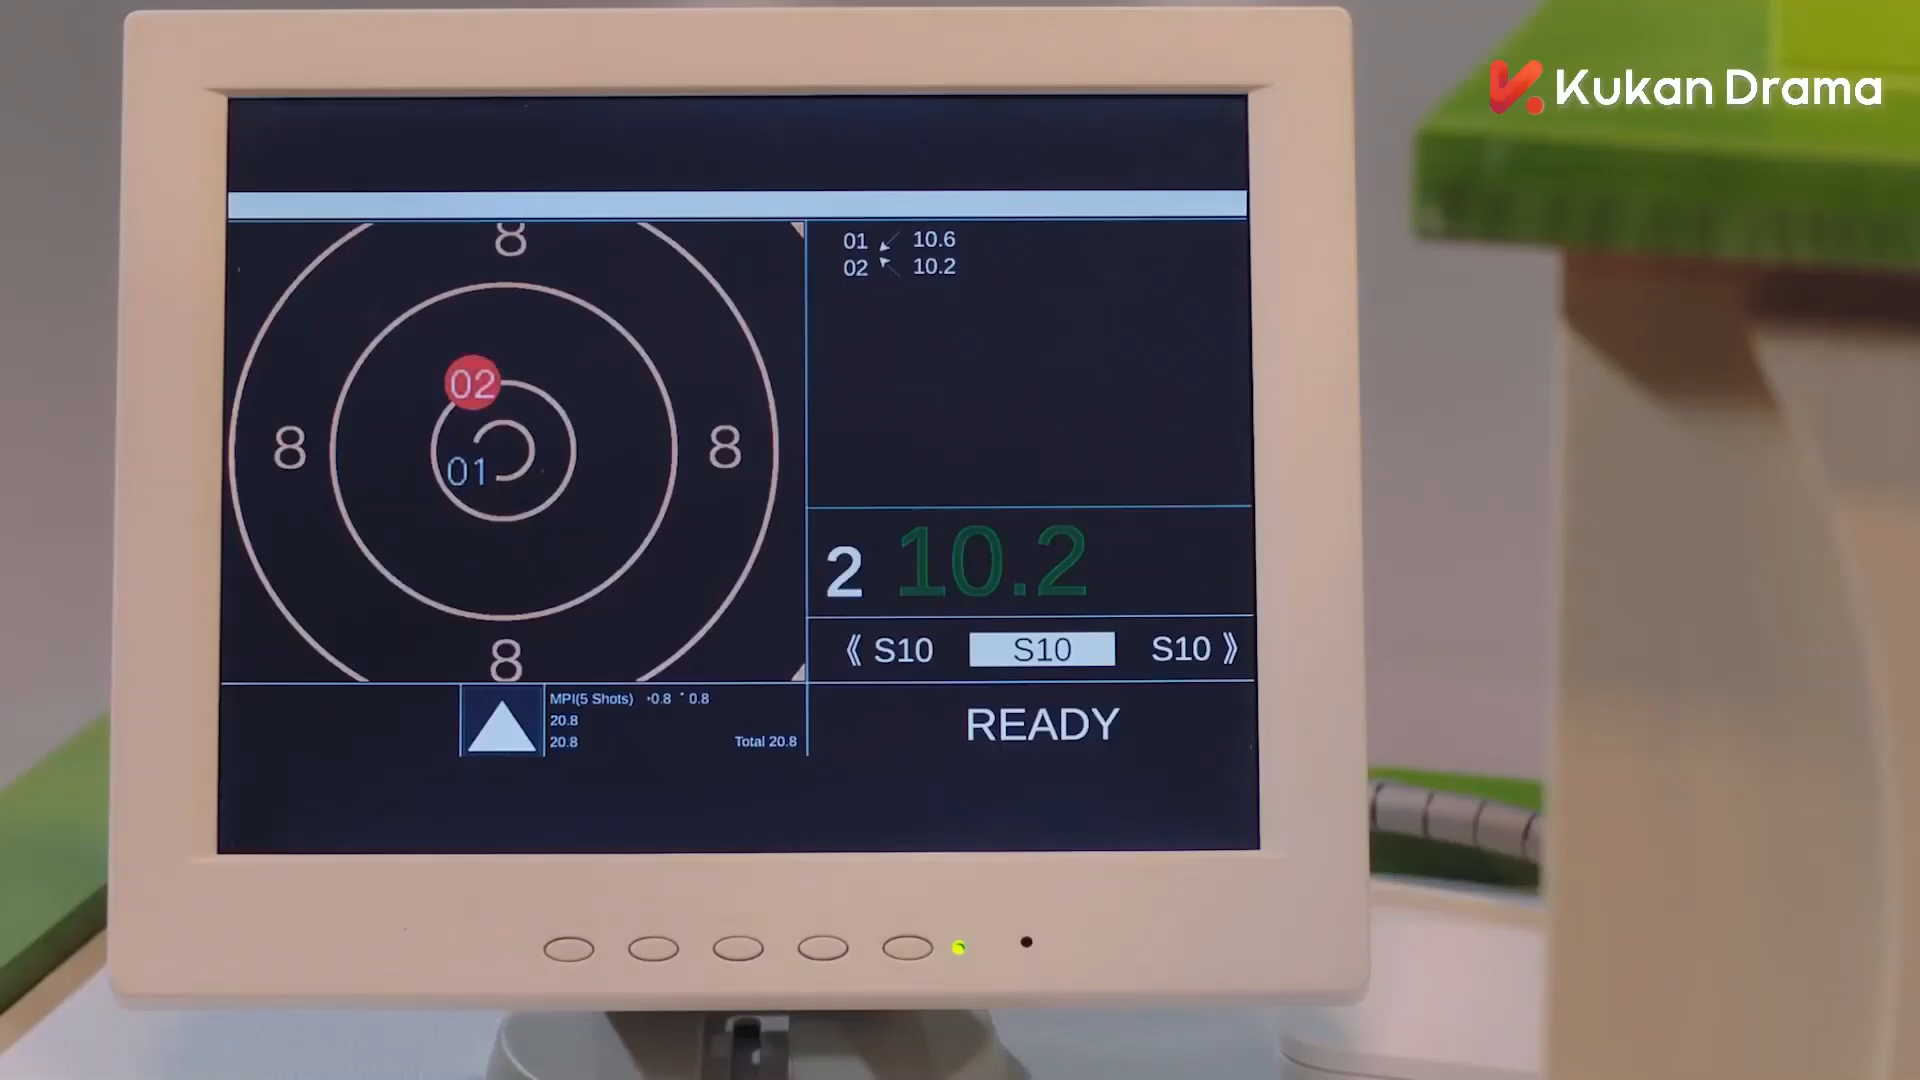 Kukan Drama
8
8 8
8
02
01
01 10.6
02 10.2
2 10.2
《 S10 S10 S10 》
MPI(5 Shots) 0.8 0.8
20.8
20.8 Total 20.8
READY